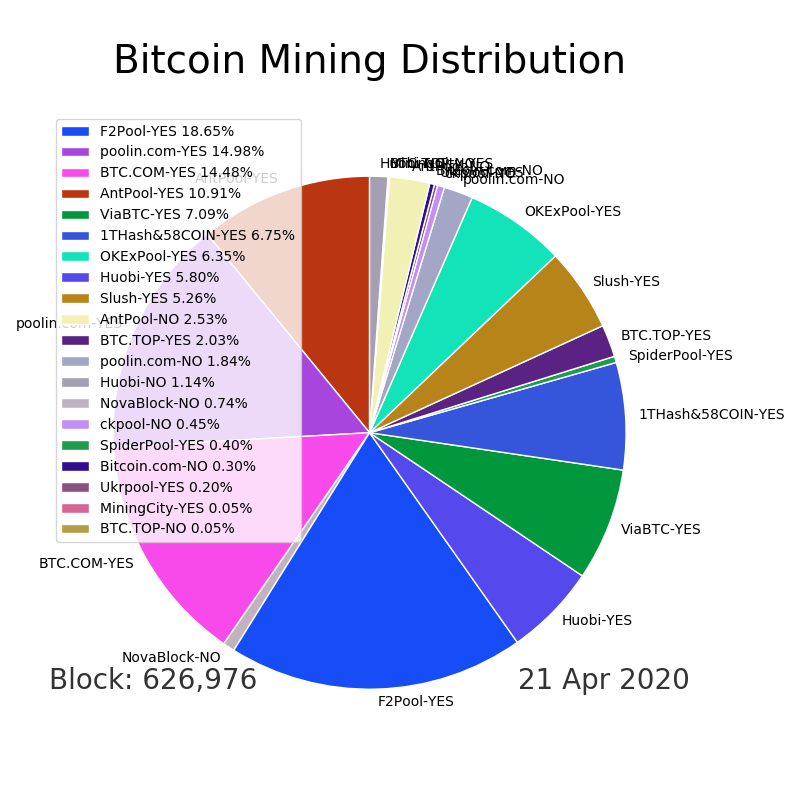 Bitcoin Mining Distribution
F2Pool-YES 18.65%
poolin.com-YES 14.98%
BTC.COM-YES 14.48%
AntPool-YES 10.91%
ViaBTC-YES 7.09%
1THash&58COIN-YES 6.75%
OKExPool-YES 6.35%
Huobi-YES 5.80%
Slush-YES 5.26%
AntPool-NO 2.53%
BTC.TOP-YES 2.03%
poolin.com-NO 1.84%
Huobi-NO 1.14%
NovaBlock-NO 0.74%
ckpool-NO 0.45%
SpiderPool-YES 0.40%
Bitcoin.com-NO 0.30%
Ukrpool-YES 0.20%
MiningCity-YES 0.05%
BTC.TOP-NO 0.05%
AntPool-YES
poolin.com-YES
BTC.COM-YES
NovaBlock-NO
F2Pool-YES
Huobi-YES
ViaBTC-YES
1THash&58COIN-YES
SpiderPool-YES
BTC.TOP-YES
Slush-YES
OKExPool-YES
poolin.com-NO
Block: 626,976
21 Apr 2020